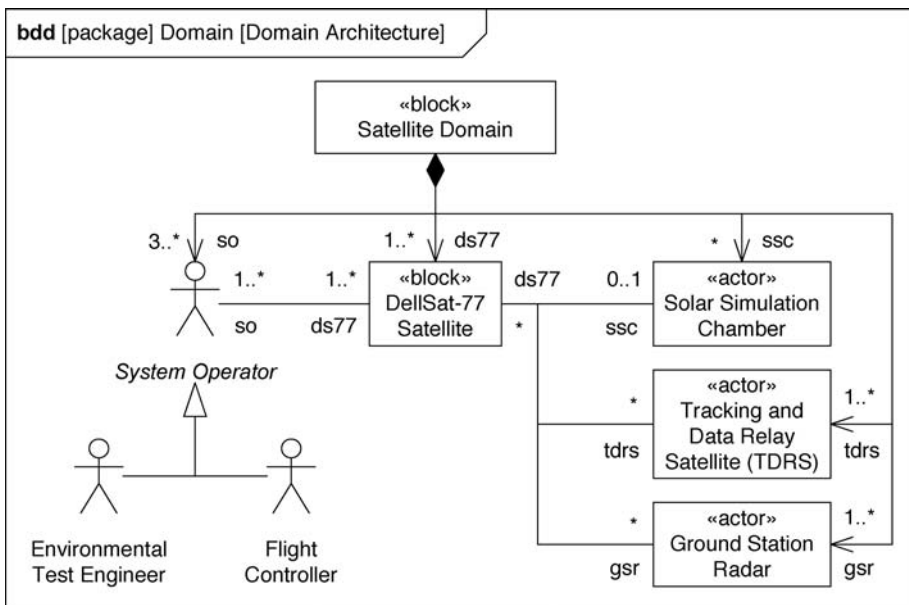 bdd [package] Domain [Domain Architecture]
«block»
Satellite Domain
3..* so
1..* ds77
* ssc
1..* 1..*
so ds77
«block»
DellSat-77
Satellite
ds77 0..1
* ssc
«actor»
Solar Simulation
Chamber
System Operator
*
tdrs
«actor»
Tracking and
Data Relay
Satellite (TDRS)
1..*
tdrs
Environmental
Test Engineer
Flight
Controller
*
gsr
«actor»
Ground Station
Radar
1..*
gsr